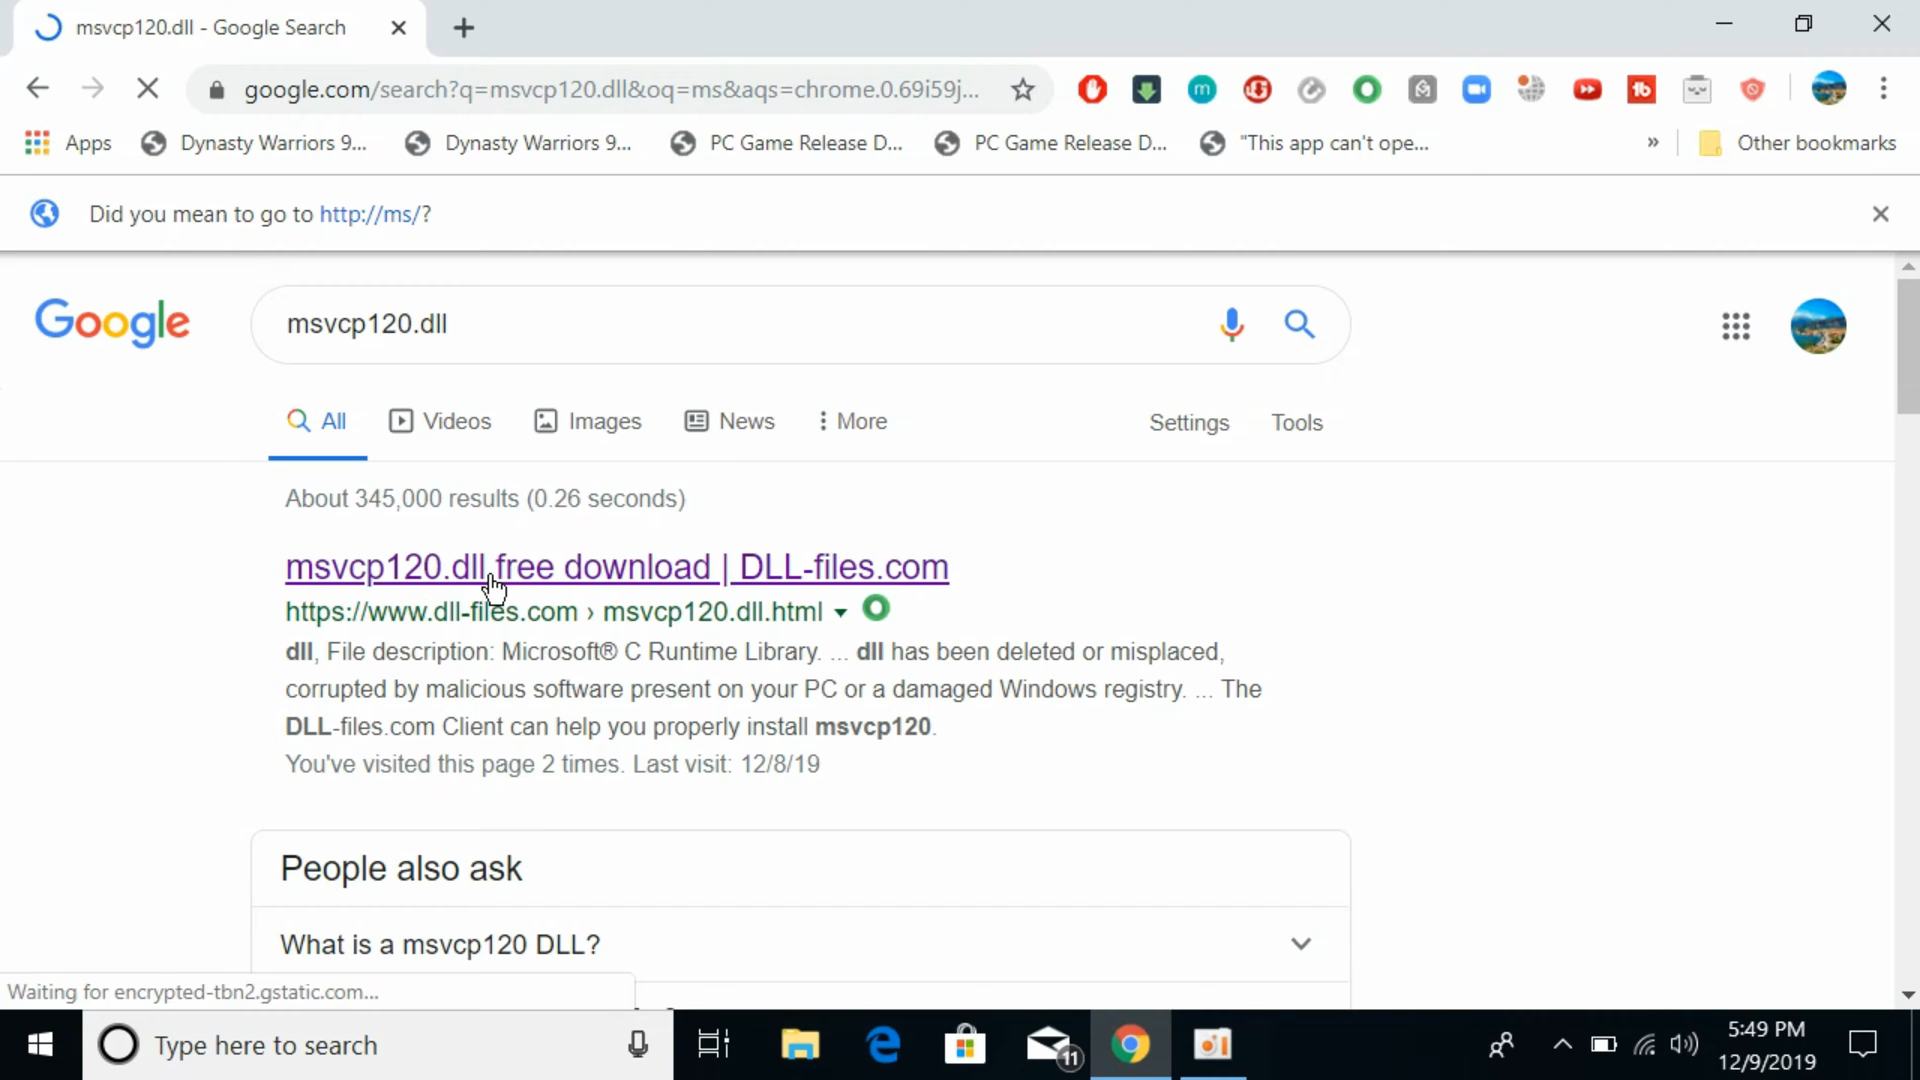 msvcp120.dll - Google Search
google.com/search?q=msvcp120.dll&oq=ms&aqs=chrome.0.69i59j...
Apps
Dynasty Warriors 9...
Dynasty Warriors 9...
PC Game Release D...
PC Game Release D...
"This app can't ope...
»
Other bookmarks
Did you mean to go to http://ms/?
Google
msvcp120.dll
All
Videos
Images
News
More
Settings
Tools
About 345,000 results (0.26 seconds)
msvcp120.dll free download | DLL-files.com
https://www.dll-files.com › msvcp120.dll.html
dll, File description: Microsoft® C Runtime Library. ... dll has been deleted or misplaced,
corrupted by malicious software present on your PC or a damaged Windows registry. ... The
DLL-files.com Client can help you properly install msvcp120.
You've visited this page 2 times. Last visit: 12/8/19
People also ask
What is a msvcp120 DLL?
Waiting for encrypted-tbn2.gstatic.com...
Type here to search
11
5:49 PM
12/9/2019